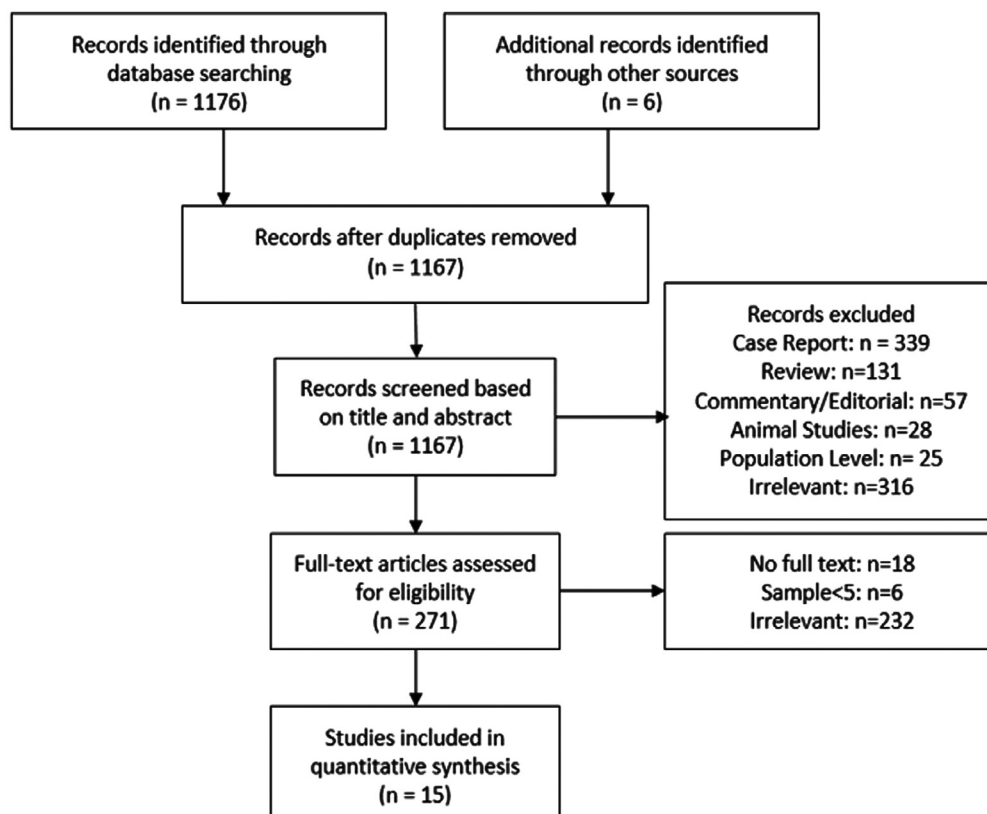 Records identified through
database searching
(n = 1176)
Additional records identified
through other sources
(n = 6)
Records after duplicates removed
(n = 1167)
Records screened based
on title and abstract
(n = 1167)
Records excluded
Case Report: n = 339
Review: n=131
Commentary/Editorial: n=57
Animal Studies: n=28
Population Level: n= 25
Irrelevant: n=316
Full-text articles assessed
for eligibility
(n = 271)
No full text: n=18
Sample<5: n=6
Irrelevant: n=232
Studies included in
quantitative synthesis
(n = 15)